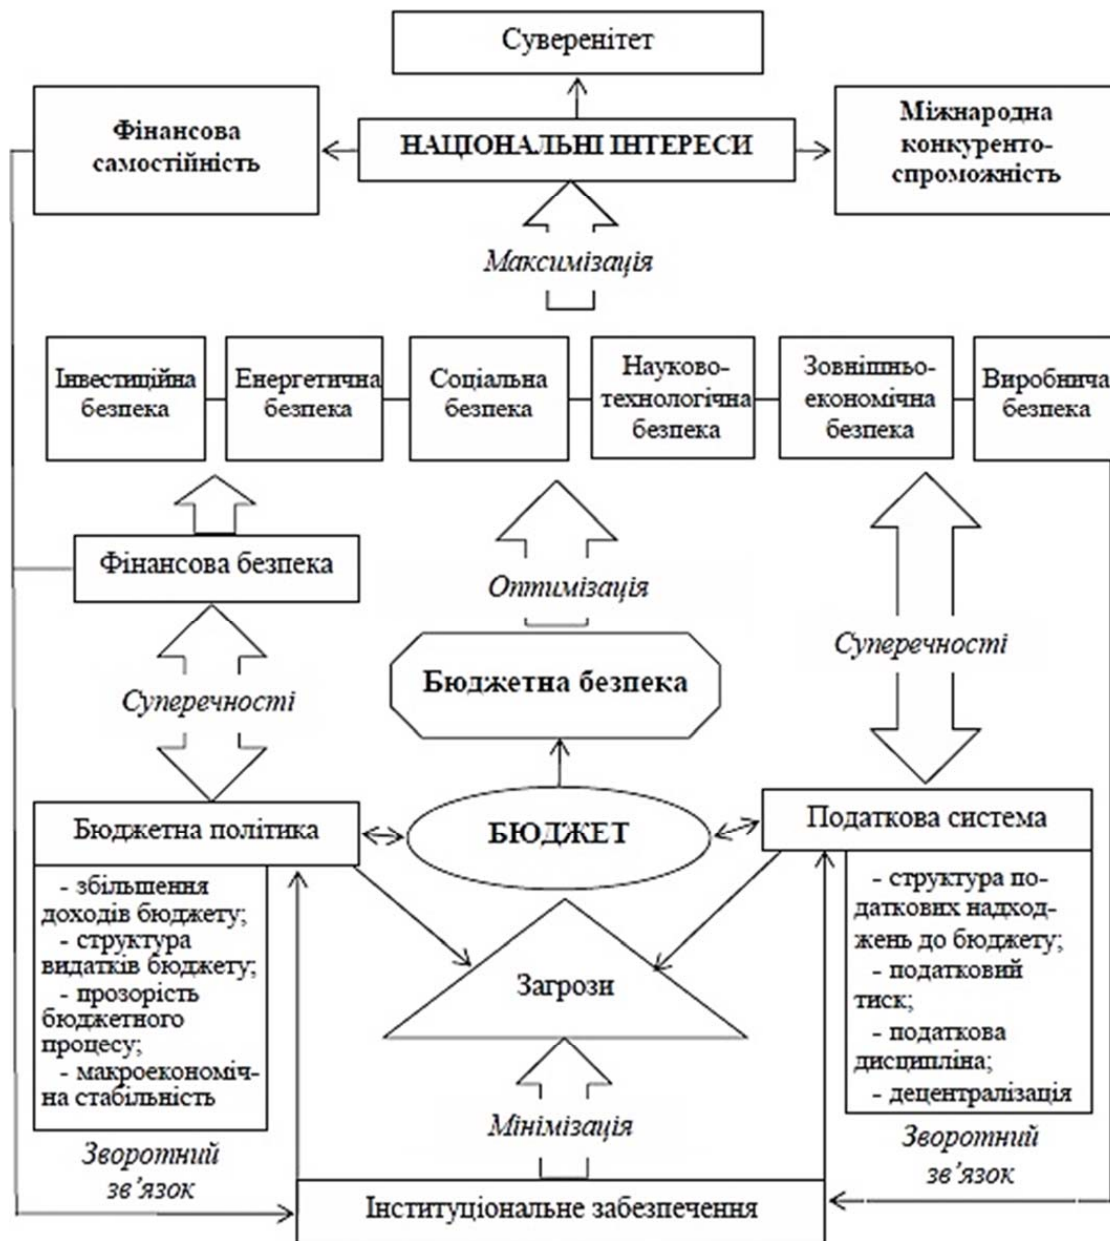 Суверенітет
Фінансова
самостійність
НАЦІОНАЛЬНІ ІНТЕРЕСИ
Міжнародна
конкуренто-
спроможність
Максимізація
Інвестиційна
безпека
Енергетична
безпека
Соціальна
безпека
Науково-
технологічна
безпека
Зовнішньо-
економічна
безпека
Виробнича
безпека
Фінансова безпека
Оптимізація
Суперечності
Бюджетна безпека
Суперечності
Бюджетна політика
БЮДЖЕТ
Податкова система
- збільшення
доходів бюджету;
- структура
видатків бюджету;
- прозорість
бюджетного
процесу;
- макроекономіч-
на стабільність
Загрози
- структура по-
даткових надход-
жень до бюджету;
- податковий
тиск;
- податкова
дисципліна;
- децентралізація
Мінімізація
Зворотний
зв’язок
Зворотний
зв’язок
Інституціональне забезпечення